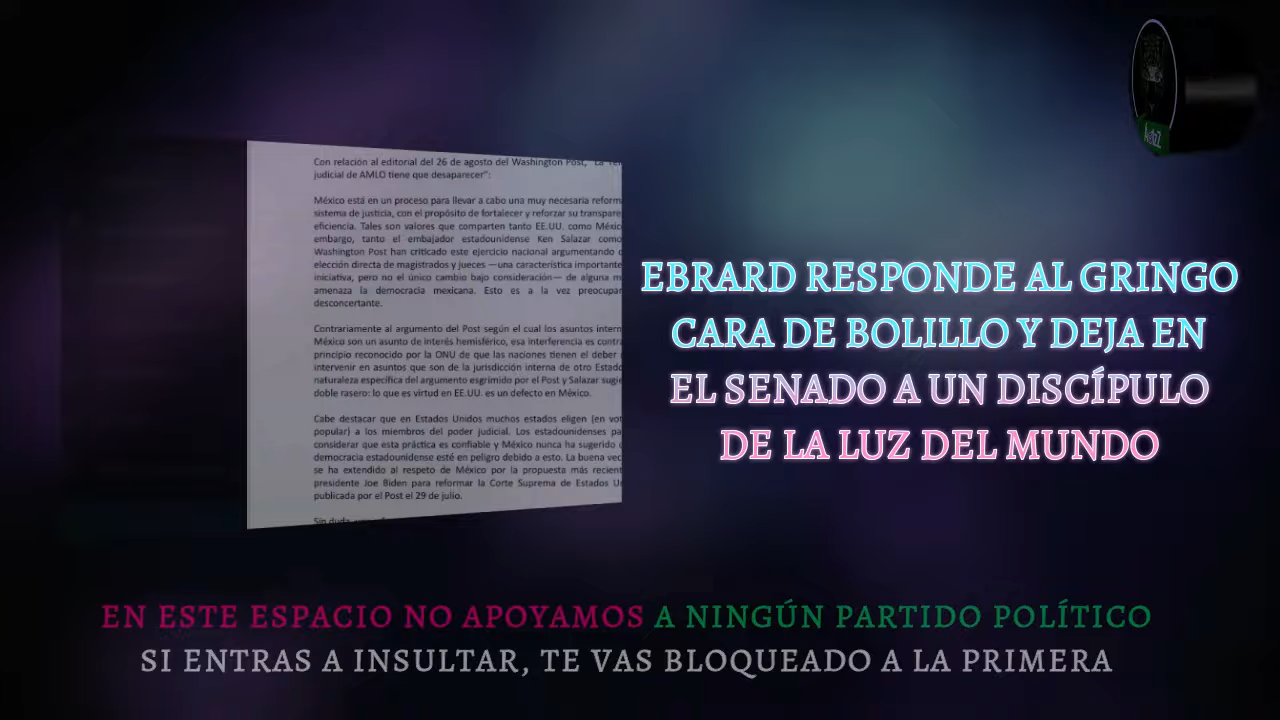 Con relación al editorial del 26 de agosto del Washington Post, "La
judicial de AMLO tiene que desaparecer":
México está en un proceso para llevar a cabo una muy necesaria
sistema de justicia, con el propósito de fortalecer y reforzar su
eficiencia. Tales son valores que comparten tanto EE.UU. como
embargo, tanto el embajador estadounidense Ken Salazar como
Washington Post han criticado este ejercicio nacional argumentando
elección directa de magistrados y jueces —una característica importante
iniciativa, pero no el único cambio bajo consideración— de alguna
amenaza la democracia mexicana. Esto es a la vez
desconcertante.
Contrariamente al argumento del Post según el cual los asuntos
México son un asunto de interés hemisférico, esa interferencia es
principio reconocido por la ONU de que las naciones tienen el deber
intervenir en asuntos que son de la jurisdicción interna de otro
naturaleza específica del argumento esgrimido por el Post y Salazar
doble rasero: lo que es virtud en EE.UU. es un defecto en México.
Cabe destacar que en Estados Unidos muchos estados eligen (en
popular) a los miembros del poder judicial. Los estadounidenses
considerar que esta práctica es confiable y México nunca ha sugerido
democracia estadounidense esté en peligro debido a esto. La buena
se ha extendido al respeto de México por la propuesta más
presidente Joe Biden para reformar la Corte Suprema de Estados
publicada por el Post el 29 de julio.
EBRARD RESPONDE AL GRINGO
CARA DE BOLILLO Y DEJA EN
EL SENADO A UN DISCÍPULO
DE LA LUZ DEL MUNDO
EN ESTE ESPACIO NO APOYAMOS A NINGÚN PARTIDO POLÍTICO
SI ENTRAS A INSULTAR, TE VAS BLOQUEADO A LA PRIMERA